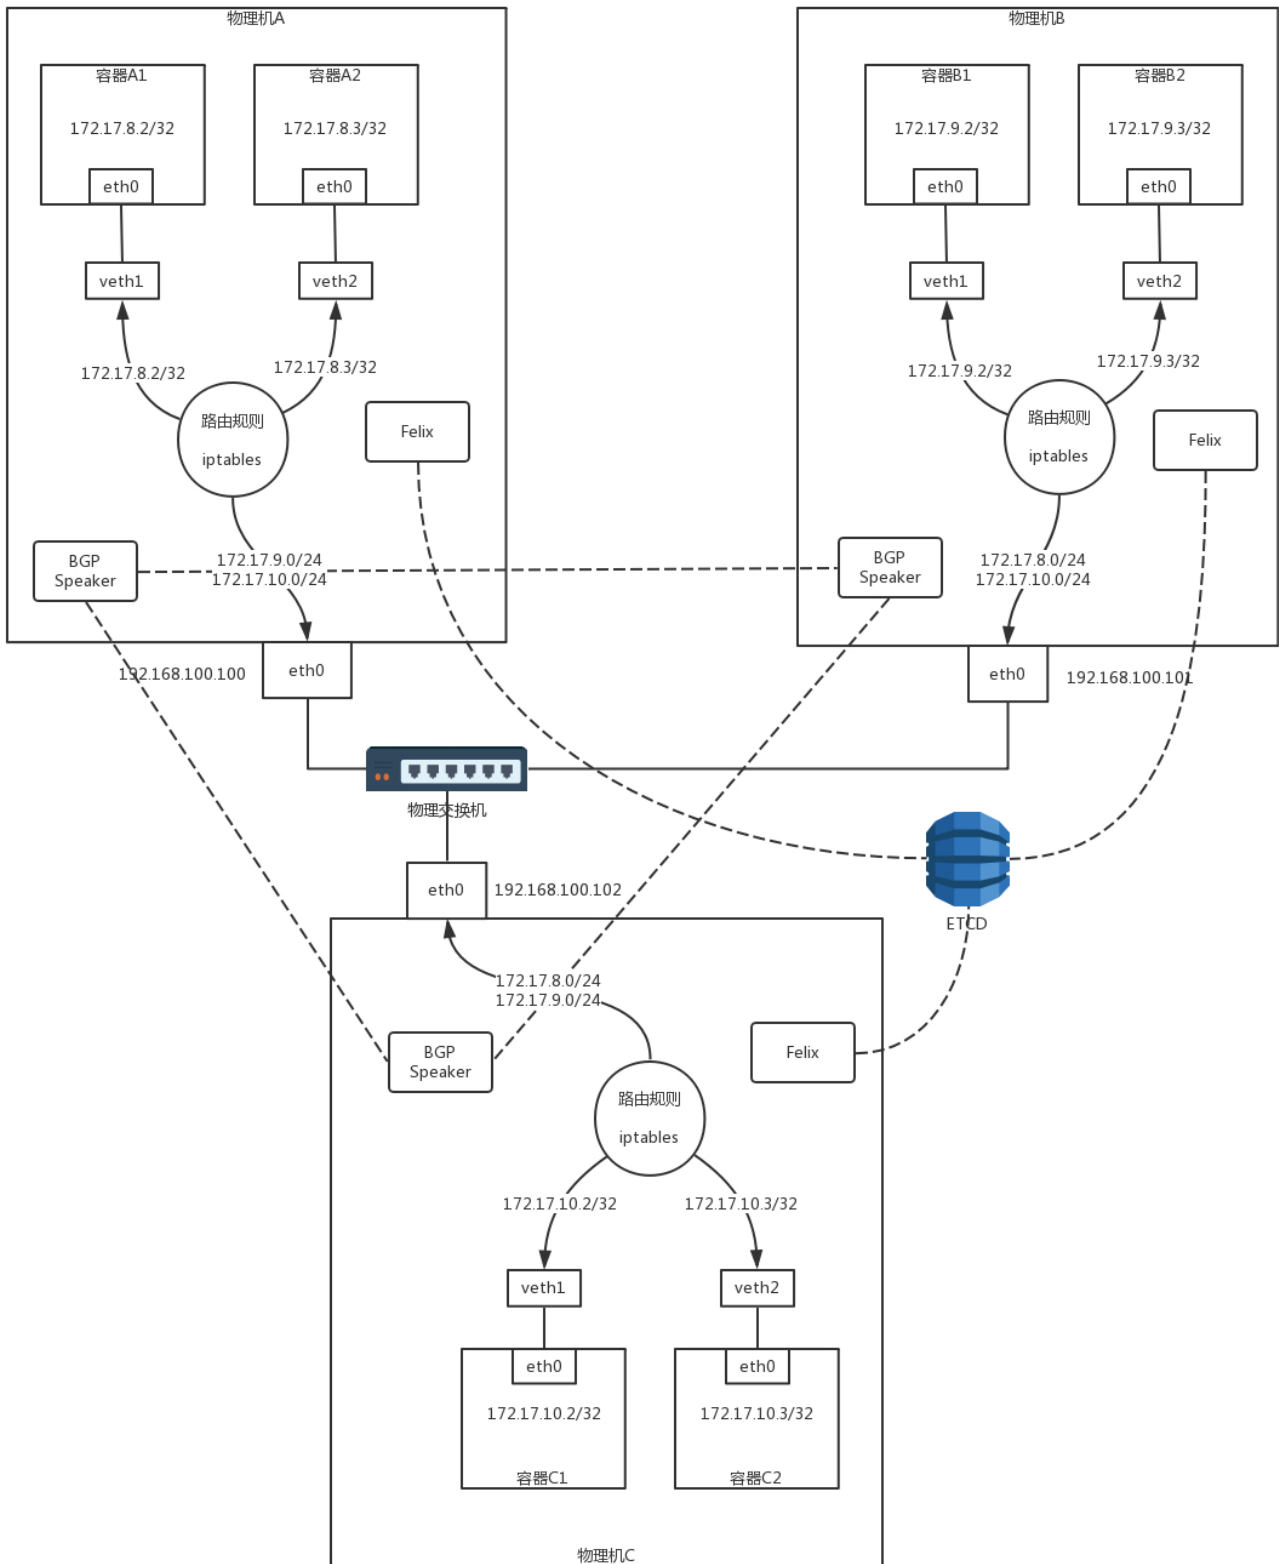 物理机A
容器A1
容器A2
172.17.8.2/32
172.17.8.3/32
eth0
eth0
veth1
veth2
172.17.8.2/32
172.17.8.3/32
路由规则
iptables
Felix
BGP
Speaker
172.17.9.0/24
172.17.10.0/24
192.168.100.100
eth0
物理机B
容器B1
容器B2
172.17.9.2/32
172.17.9.3/32
eth0
eth0
veth1
veth2
172.17.9.2/32
172.17.9.3/32
路由规则
iptables
Felix
BGP
Speaker
172.17.8.0/24
172.17.10.0/24
eth0
192.168.100.101
物理交换机
ETCD
eth0
192.168.100.102
172.17.8.0/24
172.17.9.0/24
BGP
Speaker
Felix
路由规则
iptables
172.17.10.2/32
172.17.10.3/32
veth1
veth2
eth0
eth0
172.17.10.2/32
172.17.10.3/32
容器C1
容器C2
物理机C